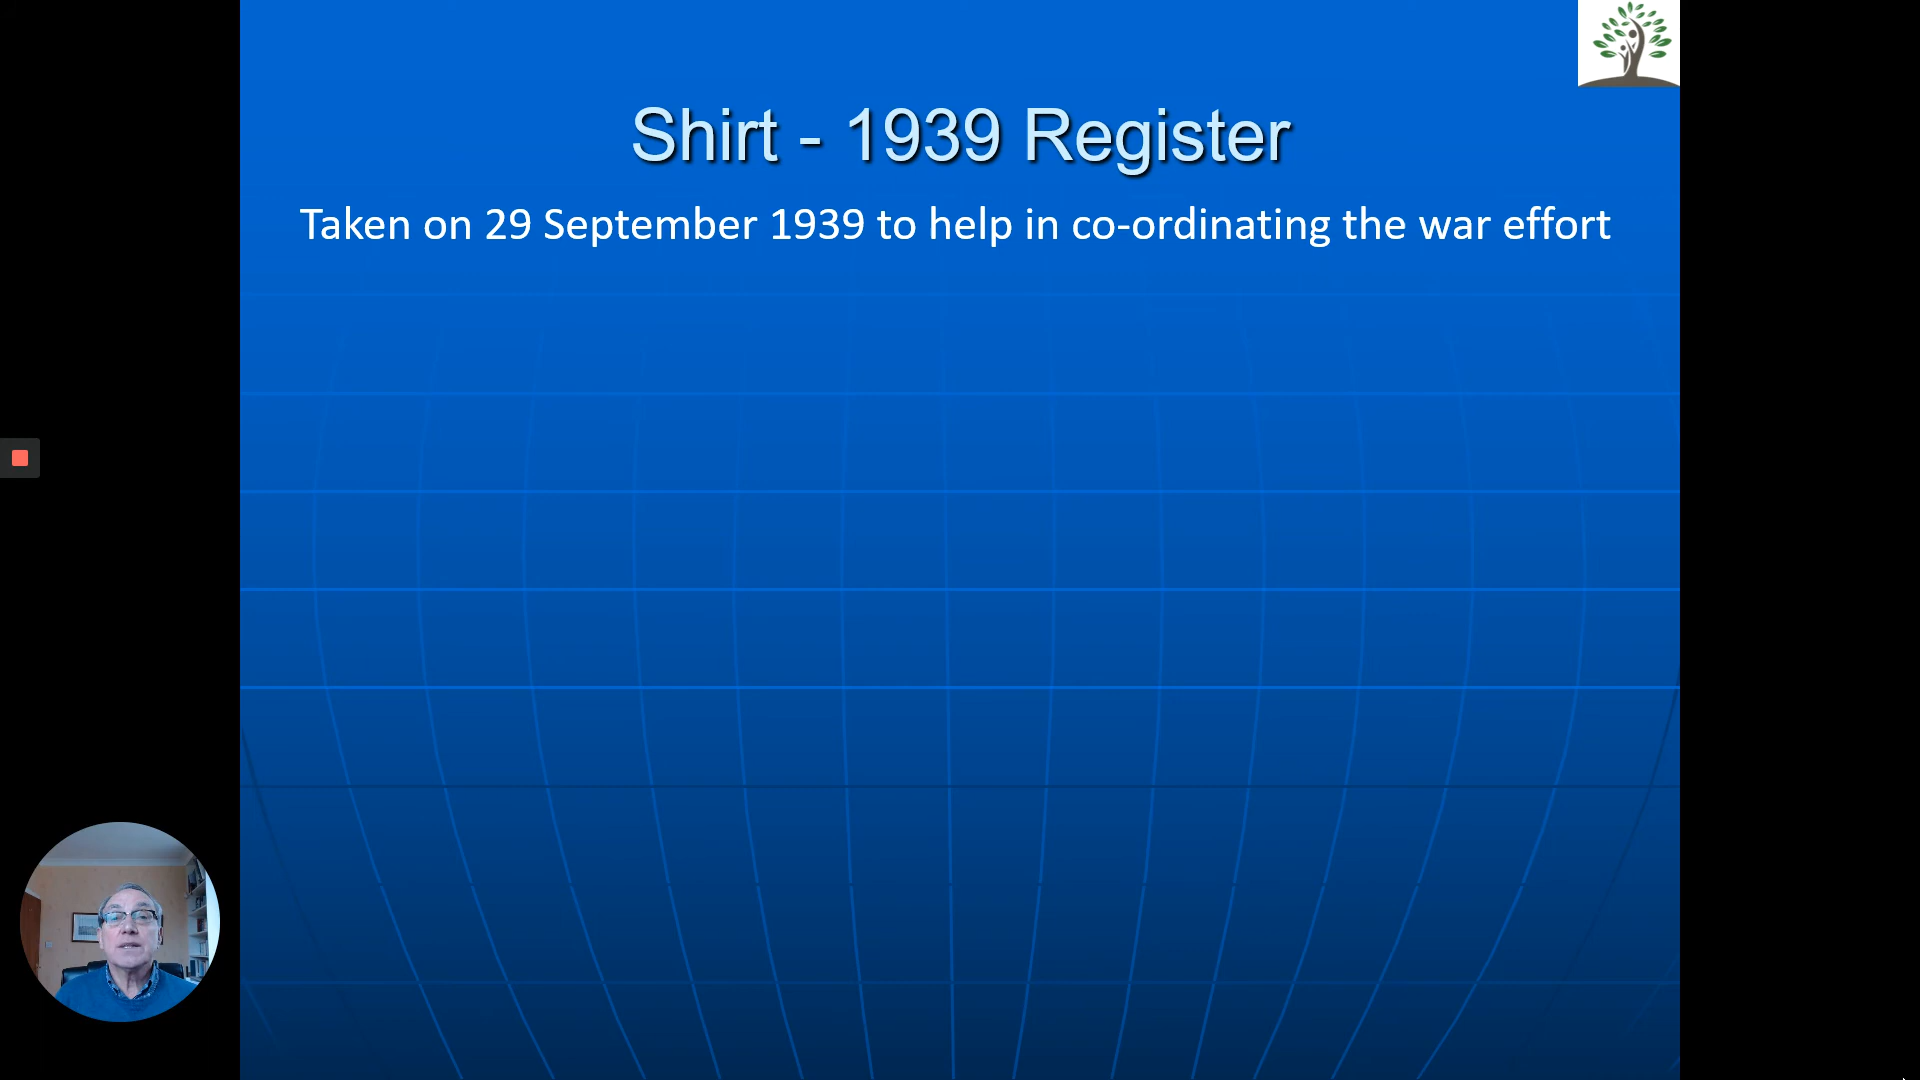 Shirt - 1939 Register
Taken on 29 September 1939 to help in co-ordinating the war effort